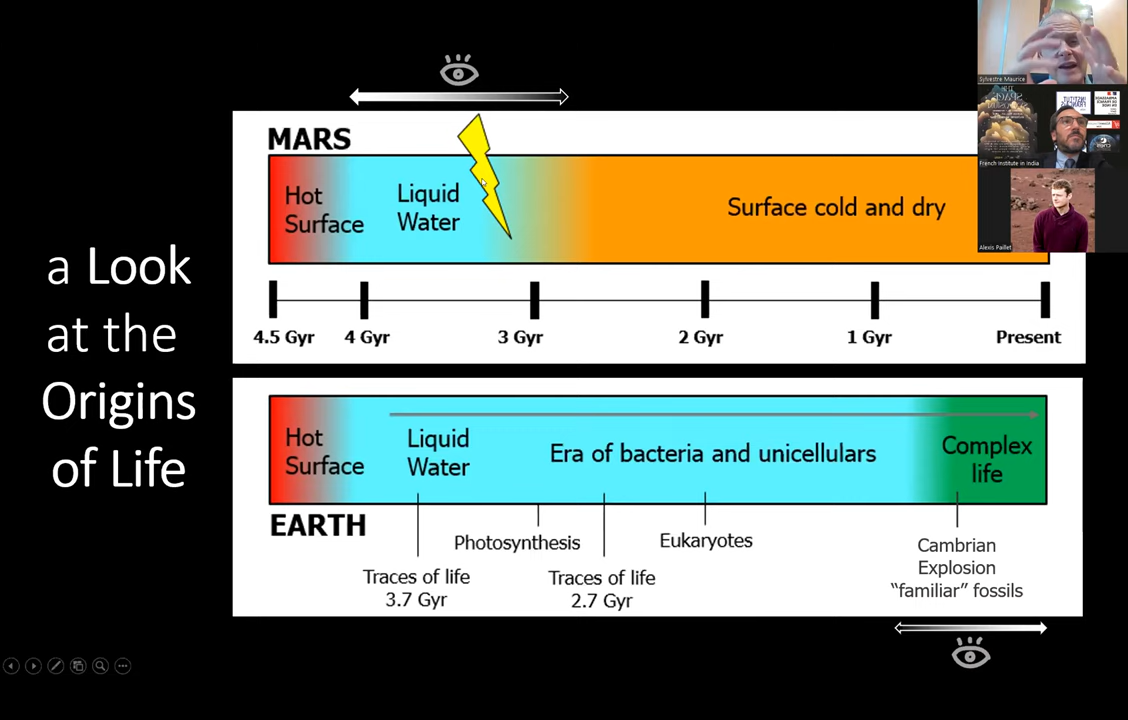 a Look
at the
Origins
of Life
MARS
Hot
Surface
Liquid
Water
Surface cold and dry
4.5 Gyr
4 Gyr
3 Gyr
2 Gyr
1 Gyr
Present
Hot
Surface
Liquid
Water
Era of bacteria and unicellulars
Complex
life
EARTH
Photosynthesis
Eukaryotes
Traces of life
3.7 Gyr
Traces of life
2.7 Gyr
Cambrian
Explosion
“familiar” fossils
Sylvestre Maurice
French Institute in India
Alexis Paillet